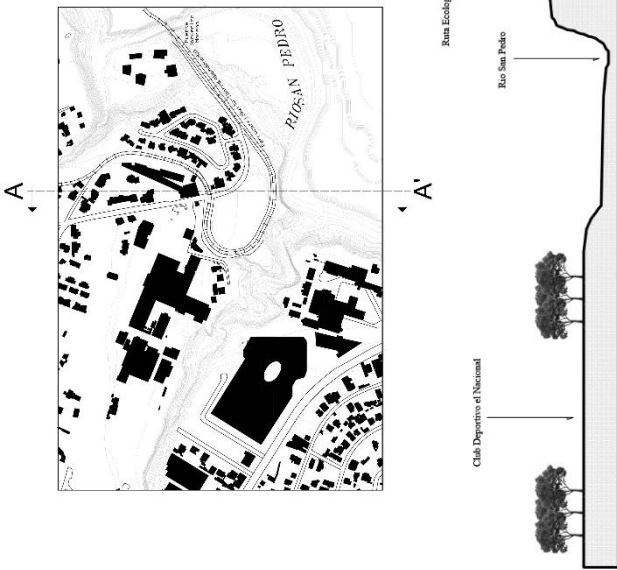 A
A'
RIO SAN PEDRO
Ruta Ecolog
Rio San Pedro
Club Deportivo el Nacional